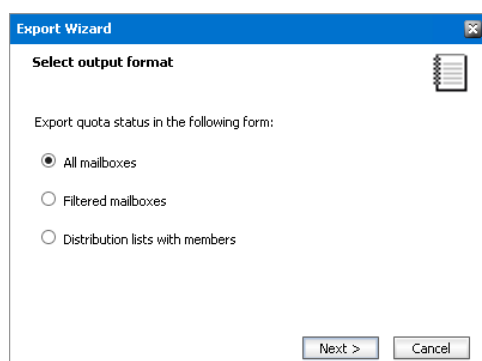 Export Wizard
Select output format
Export quota status in the following form:
All mailboxes
Filtered mailboxes
Distribution lists with members
Next > Cancel